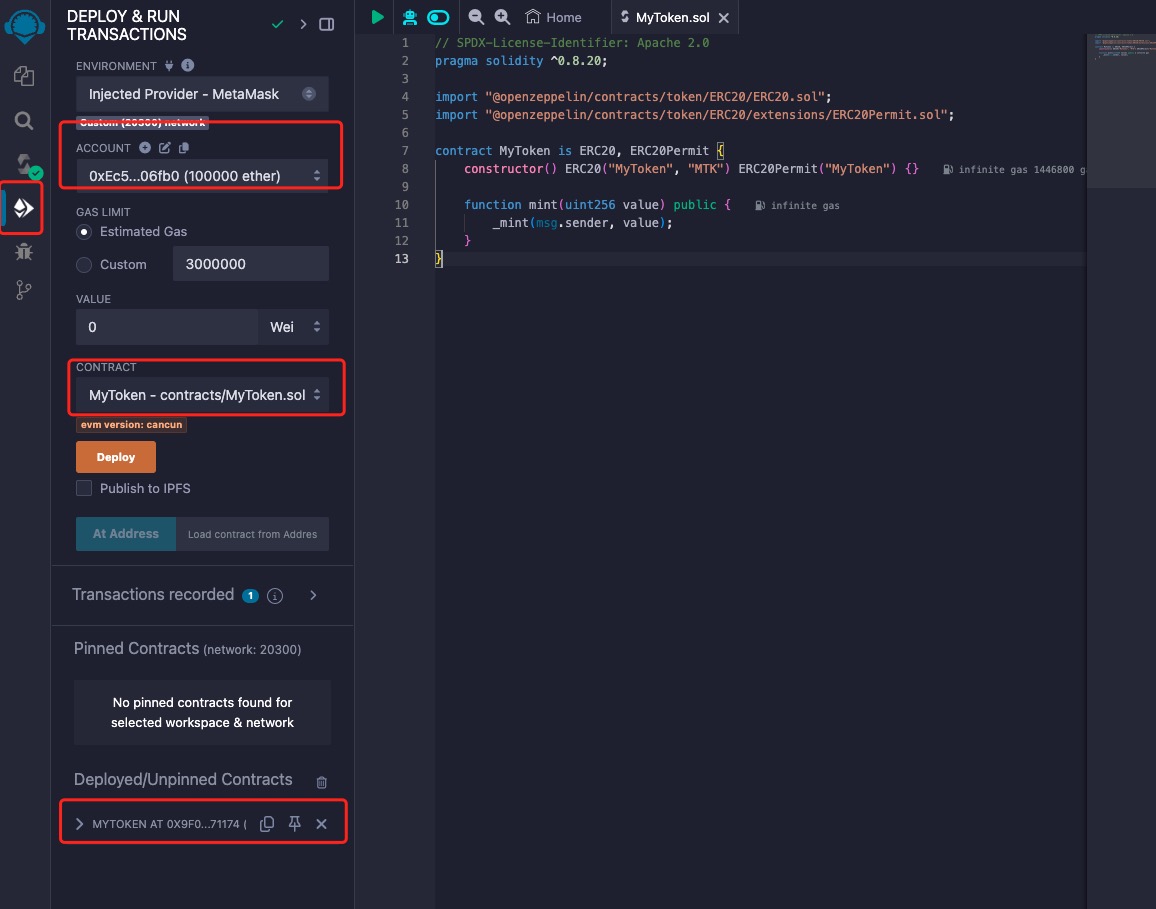 DEPLOY & RUN
TRANSACTIONS
ENVIRONMENT
Injected Provider - MetaMask
Custom (20300) network
ACCOUNT
0xEc5...06fb0 (100000 ether)
GAS LIMIT
Estimated Gas
Custom
3000000
VALUE
0
Wei
CONTRACT
MyToken - contracts/MyToken.sol
evm version: cancun
Deploy
Publish to IPFS
At Address
Load contract from Addres
Transactions recorded 1
Pinned Contracts (network: 20300)
No pinned contracts found for
selected workspace & network
Deployed/Unpinned Contracts
MYTOKEN AT 0X9F0...71174 (
Home
MyToken.sol
1 // SPDX-License-Identifier: Apache 2.0
2 pragma solidity ^0.8.20;
3
4 import "@openzeppelin/contracts/token/ERC20/ERC20.sol";
5 import "@openzeppelin/contracts/token/ERC20/extensions/ERC20Permit.sol";
6
7 contract MyToken is ERC20, ERC20Permit {
8 constructor() ERC20("MyToken", "MTK") ERC20Permit("MyToken") {} infinite gas 1446800 ga
9
10 function mint(uint256 value) public { infinite gas
11 _mint(msg.sender, value);
12 }
13 }